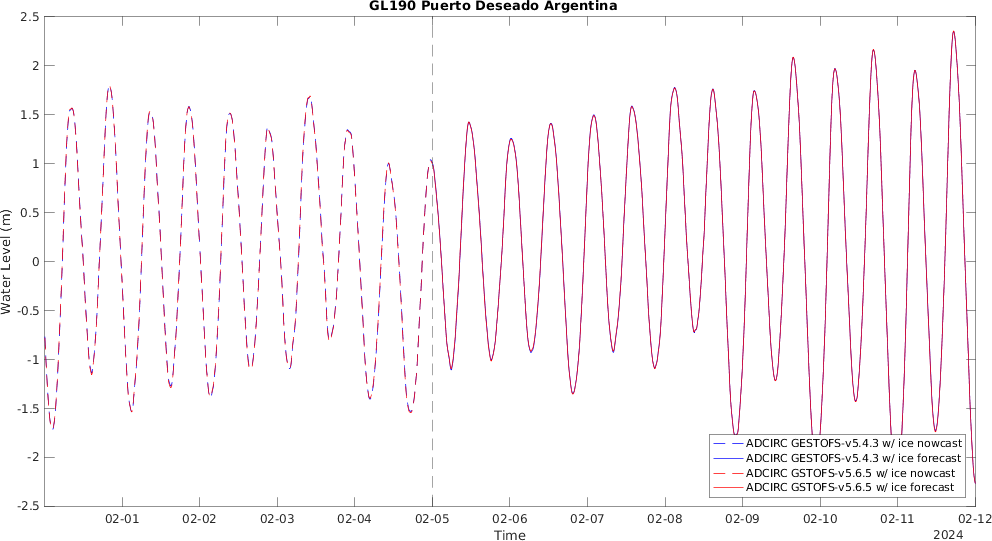 GL190 Puerto Deseado Argentina
2.5
2
1.5
1
0.5
0
-0.5
-1
-1.5
-2
-2.5
Water Level (m)
ADCIRC GESTOFS-v5.4.3 w/ ice nowcast
ADCIRC GESTOFS-v5.4.3 w/ ice forecast
ADCIRC GSTOFS-v5.6.5 w/ ice nowcast
ADCIRC GSTOFS-v5.6.5 w/ ice forecast
02-01 02-02 02-03 02-04 02-05 02-06 02-07 02-08 02-09 02-10 02-11 02-12
Time
2024